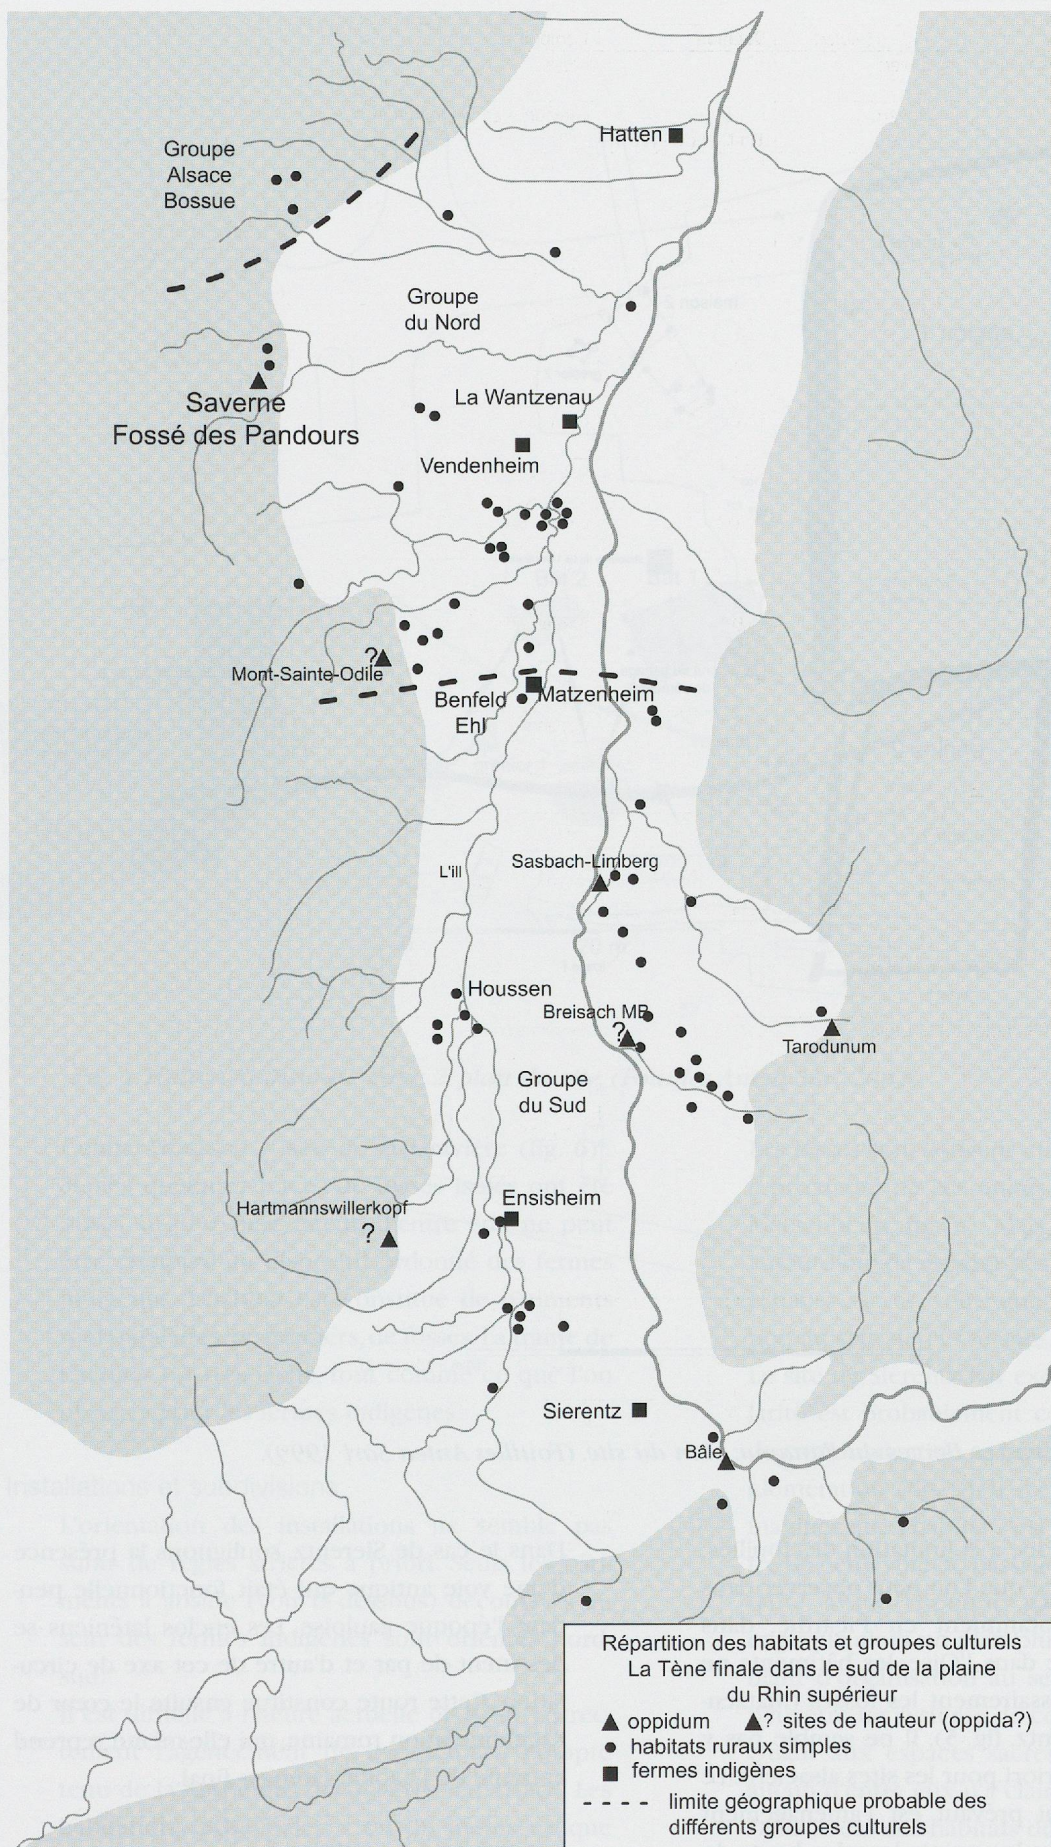 Hatten
Groupe
Alsace
Bossue
Groupe
du Nord
La Wantzenau
Saverne
Fossé des Pandours
Vendenheim
?
Mont-Sainte-Odile
Benfeld
Ehl
Matzenheim
Sasbach-Limberg
L'ill
Houssen
Breisach MB
?
Tarodunum
Groupe
du Sud
Hartmannswillerkopf
?
Ensisheim
Sierentz
Bâle
Répartition des habitats et groupes culturels
La Tène finale dans le sud de la plaine
du Rhin supérieur
oppidum ? sites de hauteur (oppida?)
habitats ruraux simples
fermes indigènes
limite géographique probable des
différents groupes culturels